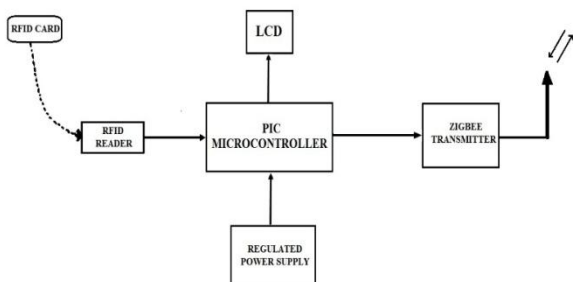 RFID CARD
LCD
RFID
READER
PIC
MICROCONTROLLER
ZIGBEE
TRANSMITTER
REGULATED
POWER SUPPLY